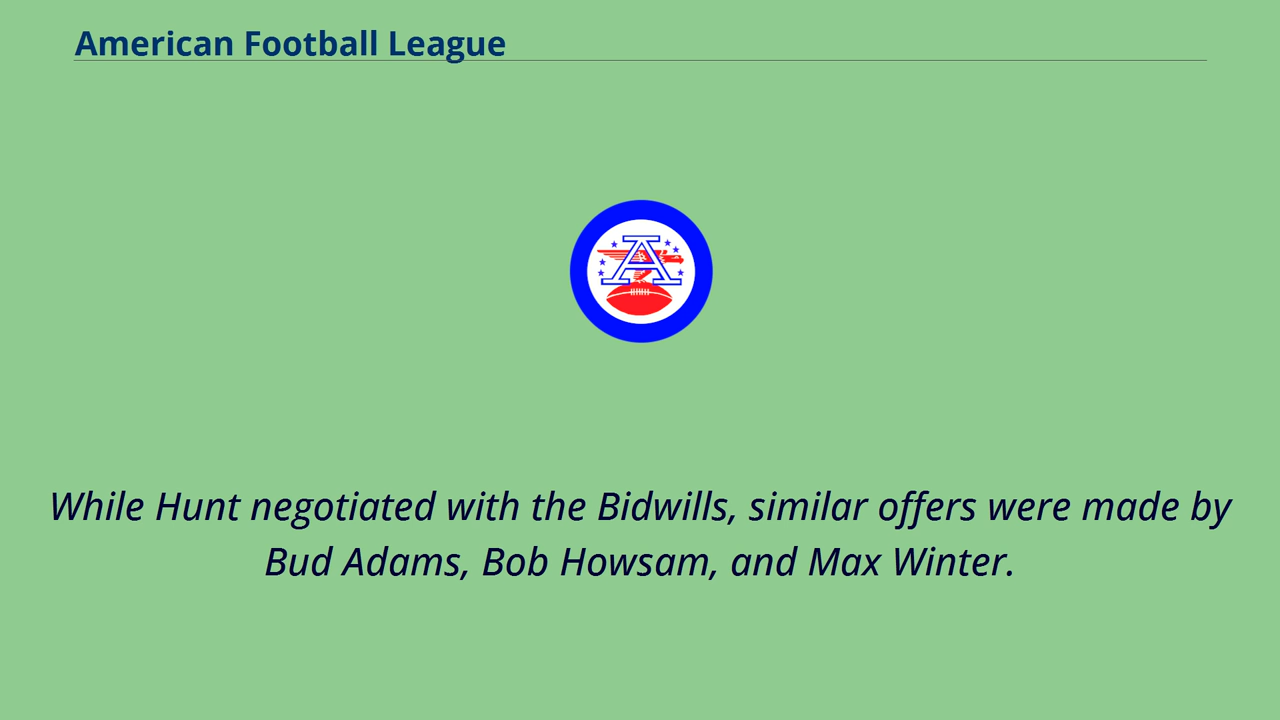 American Football League
A
While Hunt negotiated with the Bidwills, similar offers were made by
Bud Adams, Bob Howsam, and Max Winter.